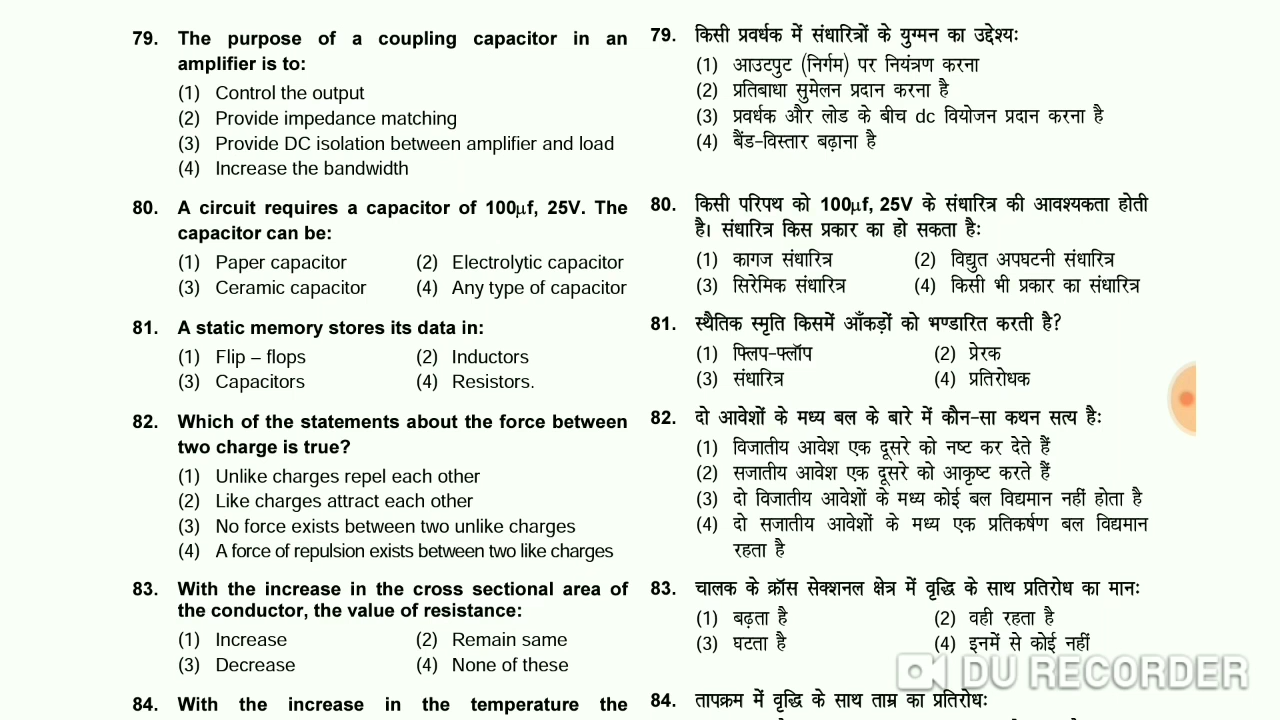 79. The purpose of a coupling capacitor in an
amplifier is to:
(1) Control the output
(2) Provide impedance matching
(3) Provide DC isolation between amplifier and load
(4) Increase the bandwidth
80. A circuit requires a capacitor of 100μf, 25V. The
capacitor can be:
(1) Paper capacitor (2) Electrolytic capacitor
(3) Ceramic capacitor (4) Any type of capacitor
81. A static memory stores its data in:
(1) Flip – flops (2) Inductors
(3) Capacitors (4) Resistors.
82. Which of the statements about the force between
two charge is true?
(1) Unlike charges repel each other
(2) Like charges attract each other
(3) No force exists between two unlike charges
(4) A force of repulsion exists between two like charges
83. With the increase in the cross sectional area of
the conductor, the value of resistance:
(1) Increase (2) Remain same
(3) Decrease (4) None of these
84. With the increase in the temperature the
79. किसी प्रवर्धक में संधारित्रों के युग्मन का उद्देश्यः
(1) आउटपुट (निर्गम) पर नियंत्रण करना
(2) प्रतिबाधा सुमेलन प्रदान करना है
(3) प्रवर्धक और लोड के बीच dc वियोजन प्रदान करना है
(4) बैंड-विस्तार बढ़ाना है
80. किसी परिपथ को 100μf, 25V के संधारित्र की आवश्यकता होती
है। संधारित्र किस प्रकार का हो सकता हैः
(1) कागज संधारित्र (2) विद्युत अपघटनी संधारित्र
(3) सिरेमिक संधारित्र (4) किसी भी प्रकार का संधारित्र
81. स्थैतिक स्मृति किसमें आँकड़ों को भण्डारित करती है?
(1) फ्लिप-फ्लॉप (2) प्रेरक
(3) संधारित्र (4) प्रतिरोधक
82. दो आवेशों के मध्य बल के बारे में कौन-सा कथन सत्य हैः
(1) विजातीय आवेश एक दूसरे को नष्ट कर देते हैं
(2) सजातीय आवेश एक दूसरे को आकृष्ट करते हैं
(3) दो विजातीय आवेशों के मध्य कोई बल विद्यमान नहीं होता है
(4) दो सजातीय आवेशों के मध्य एक प्रतिकर्षण बल विद्यमान
रहता है
83. चालक के क्रॉस सेक्शनल क्षेत्र में वृद्धि के साथ प्रतिरोध का मानः
(1) बढ़ता है (2) वही रहता है
(3) घटता है (4) इनमें से कोई नहीं
84. तापक्रम में वृद्धि के साथ ताम्र का प्रतिरोधः
DU RECORDER